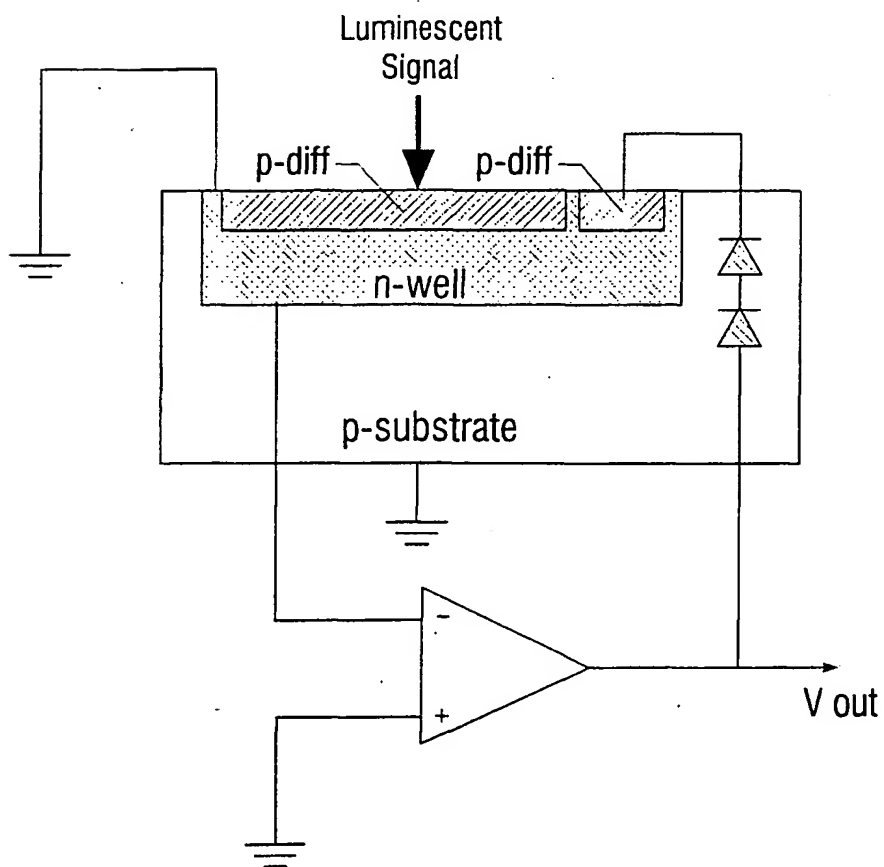 Luminescent
Signal
p-diff
p-diff
n-well
p-substrate
-
+
V out